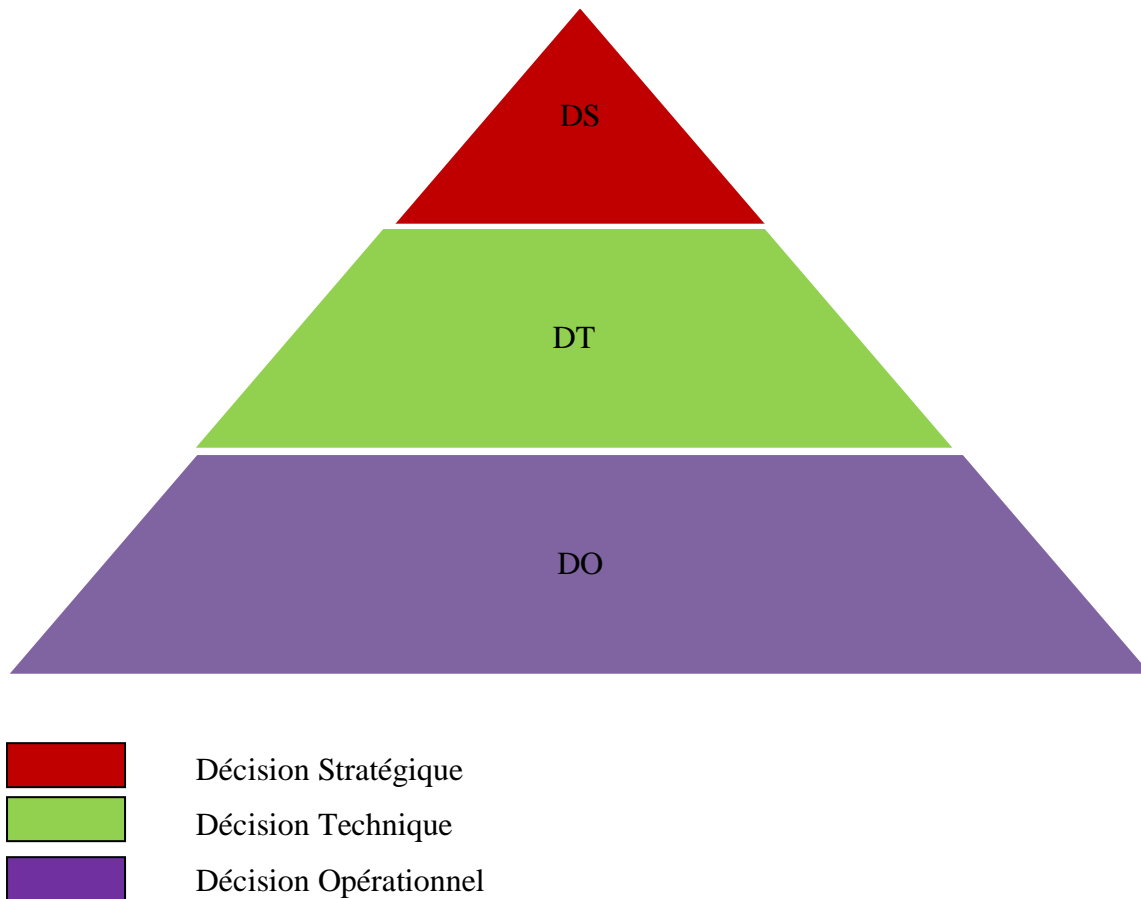 DS
DT
DO
Décision Stratégique
Décision Technique
Décision Opérationnel